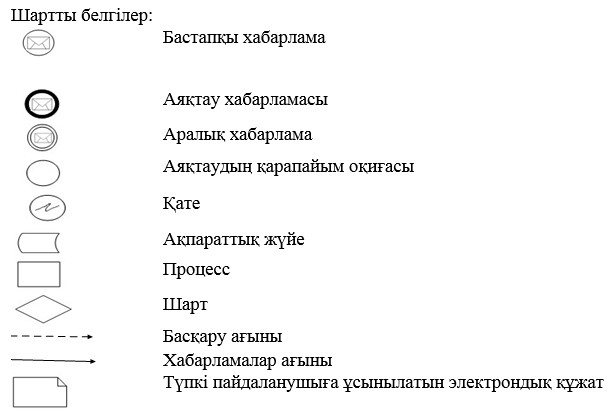 Шартты белгілер:
Бастапқы хабарлама
Аяқтау хабарламасы
Аралық хабарлама
Аяқтаудың қарапайым оқиғасы
Қате
Ақпараттық жүйе
Процесс
Шарт
Басқару ағыны
Хабарламалар ағыны
Түпкі пайдаланушыға ұсынылатын электрондық құжат